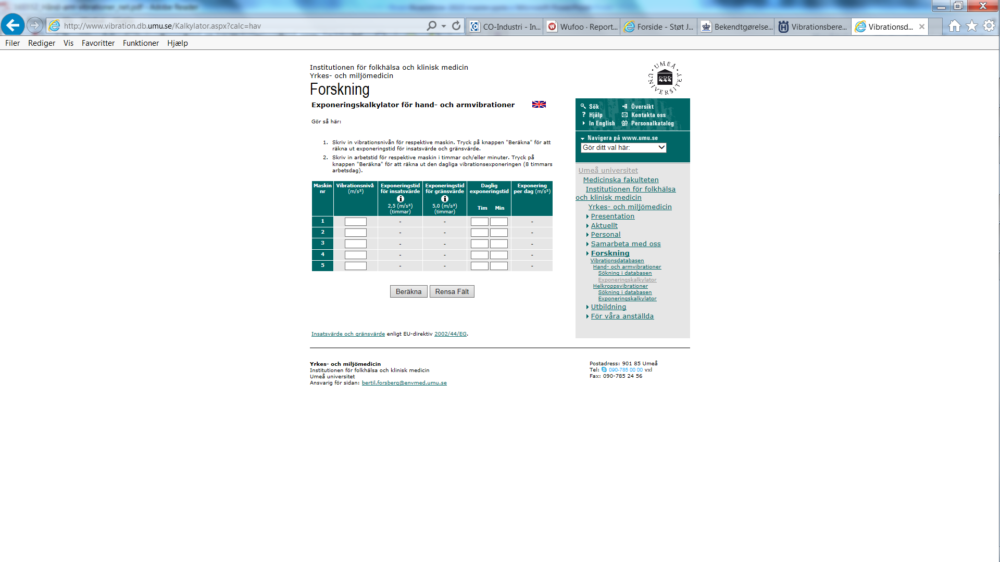 http://www.vibration.db.umu.se/Kalkylator.aspx?calc=hav
CO-Industri - In...
Wufoo · Report...
Forside - Støt J...
Bekendtgørelse...
Vibrationsbere...
Vibrationsd...
Filer Rediger Vis Favoritter Funktioner Hjælp
Institutionen för folkhälsa och klinisk medicin
Yrkes- och miljömedicin
Forskning
UMEÅ UNIVERSITET
Exponeringskalkylator för hand- och armvibrationer
Gör så här:
1. Skriv in vibrationsnivån för respektive maskin. Tryck på knappen "Beräkna" för att
räkna ut exponeringstid för insatsvärde och gränsvärde.
2. Skriv in arbetstid för respektive maskin i timmar och/eller minuter. Tryck på
knappen "Beräkna" för att räkna ut den dagliga vibrationsexponeringen (8 timmars
arbetsdag).
Maskin nr
Vibrationsnivå (m/s²)
Exponeringstid för insatsvärde
2,5 (m/s²) (timmar)
Exponeringstid för gränsvärde
5,0 (m/s²) (timmar)
Daglig exponeringstid
Tim Min
Exponering per dag (m/s²)
1 - - -
2 - - -
3 - - -
4 - - -
5 - - -
Beräkna Rensa Fält
Insatsvärde och gränsvärde enligt EU-direktiv 2002/44/EG.
Sök Översikt
? Hjälp Kontakta oss
In English Personalkatalog
Navigera på www.umu.se
Gör ditt val här:
Umeå universitet
Medicinska fakulteten
Institutionen för folkhälsa
och klinisk medicin
Yrkes- och miljömedicin
Presentation
Aktuellt
Personal
Samarbeta med oss
Forskning
Vibrationsdatabasen
Hand- och armvibrationer
Sökning i databasen
Exponeringskalkylator
Helkroppsvibrationer
Sökning i databasen
Exponeringskalkylator
Utbildning
För våra anställda
Yrkes- och miljömedicin
Institutionen för folkhälsa och klinisk medicin
Umeå universitet
Ansvarig för sidan: bertil.forsberg@envmed.umu.se
Postadress: 901 85 Umeå
Tel: 090-785 00 00 vxl
Fax: 090-785 24 56